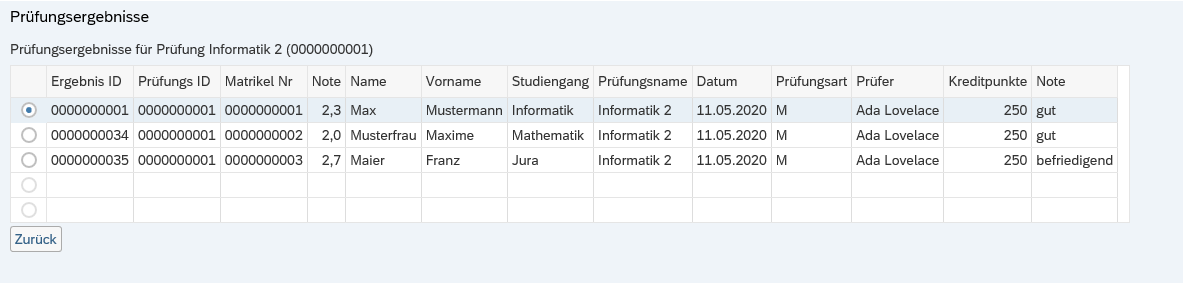 Prüfungsergebnisse
Prüfungsergebnisse für Prüfung Informatik 2 (0000000001)
Ergebnis ID Prüfungs ID Matrikel Nr Note Name Vorname Studiengang Prüfungsname Datum Prüfungsart Prüfer Kreditpunkte Note
0000000001 0000000001 0000000001 2,3 Max Mustermann Informatik Informatik 2 11.05.2020 M Ada Lovelace 250 gut
0000000034 0000000001 0000000002 2,0 Musterfrau Maxime Mathematik Informatik 2 11.05.2020 M Ada Lovelace 250 gut
0000000035 0000000001 0000000003 2,7 Maier Franz Jura Informatik 2 11.05.2020 M Ada Lovelace 250 befriedigend
Zurück